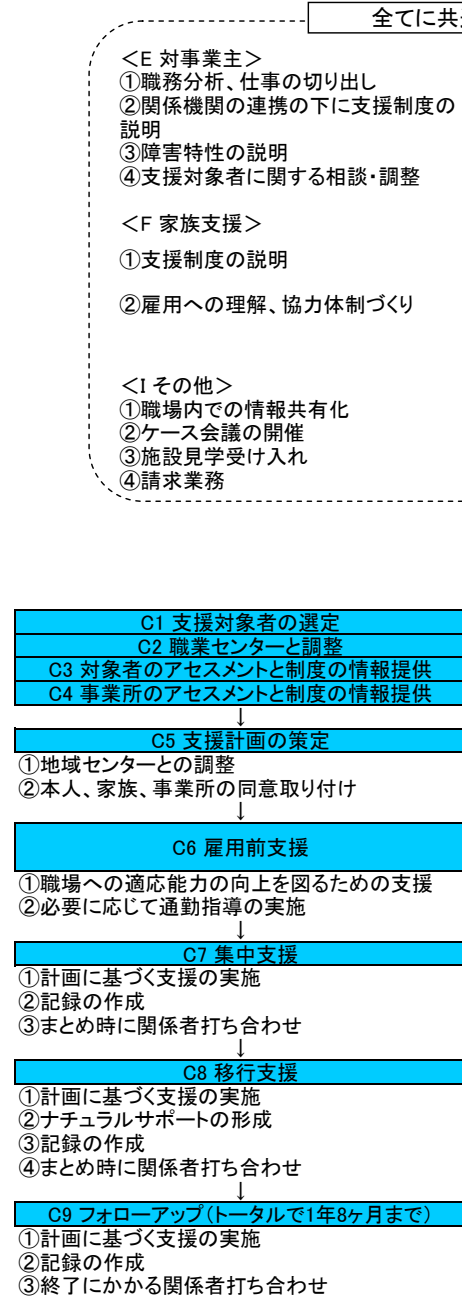 全てに共
<E 対事業主>
①職務分析、仕事の切り出し
②関係機関の連携の下に支援制度の
説明
③障害特性の説明
④支援対象者に関する相談・調整
<F 家族支援>
①支援制度の説明
②雇用への理解、協力体制づくり
<I その他>
①職場内での情報共有化
②ケース会議の開催
③施設見学受け入れ
④請求業務
C1 支援対象者の選定
C2 職業センターと調整
C3 対象者のアセスメントと制度の情報提供
C4 事業所のアセスメントと制度の情報提供
↓
C5 支援計画の策定
①地域センターとの調整
②本人、家族、事業所の同意取り付け
↓
C6 雇用前支援
①職場への適応能力の向上を図るための支援
②必要に応じて通勤指導の実施
↓
C7 集中支援
①計画に基づく支援の実施
②記録の作成
③まとめ時に関係者打ち合わせ
↓
C8 移行支援
①計画に基づく支援の実施
②ナチュラルサポートの形成
③記録の作成
④まとめ時に関係者打ち合わせ
↓
C9 フォローアップ(トータルで1年8ヶ月まで)
①計画に基づく支援の実施
②記録の作成
③終了にかかる関係者打ち合わせ